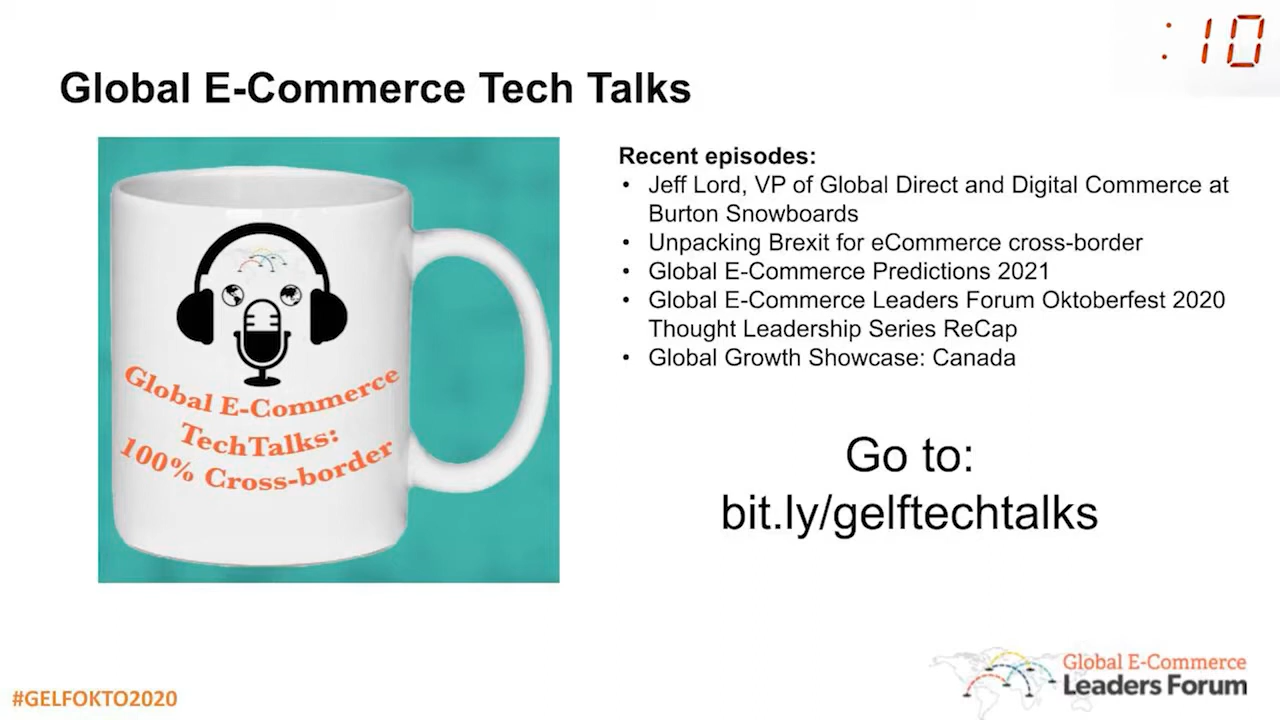 :10
Global E-Commerce Tech Talks
Recent episodes:
• Jeff Lord, VP of Global Direct and Digital Commerce at
Burton Snowboards
• Unpacking Brexit for eCommerce cross-border
• Global E-Commerce Predictions 2021
• Global E-Commerce Leaders Forum Oktoberfest 2020
Thought Leadership Series ReCap
• Global Growth Showcase: Canada
Global E-Commerce
TechTalks:
100% Cross-border
Go to:
bit.ly/gelftechtalks
#GELFOKTO2020
Global E-Commerce
Leaders Forum